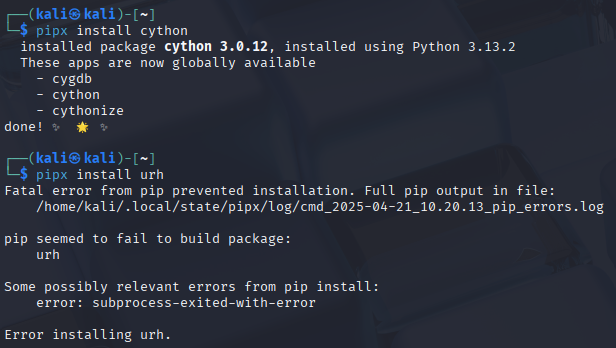 ┌──(kali㉿kali)-[~]
└─$ pipx install cython
  installed package cython 3.0.12, installed using Python 3.13.2
  These apps are now globally available
    - cygdb
    - cython
    - cythonize
done! ✨ 🌟 ✨

┌──(kali㉿kali)-[~]
└─$ pipx install urh
Fatal error from pip prevented installation. Full pip output in file:
    /home/kali/.local/state/pipx/log/cmd_2025-04-21_10.20.13_pip_errors.log

pip seemed to fail to build package:
    urh

Some possibly relevant errors from pip install:
    error: subprocess-exited-with-error

Error installing urh.